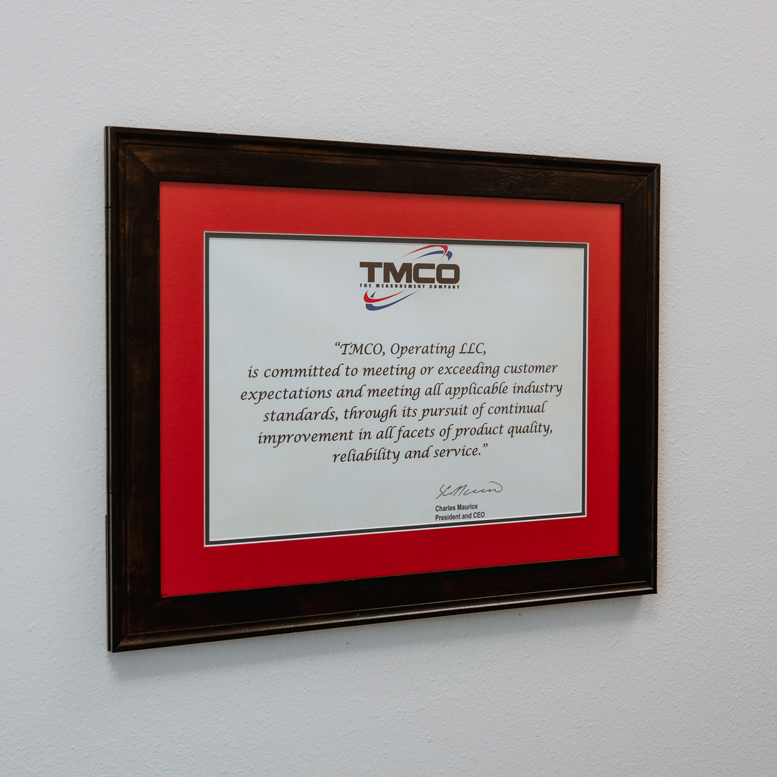 TMCO
THE MEASUREMENT COMPANY
“TMCO, Operating LLC,
is committed to meeting or exceeding customer
expectations and meeting all applicable industry
standards, through its pursuit of continual
improvement in all facets of product quality,
reliability and service.”
Charles Maurice
President and CEO